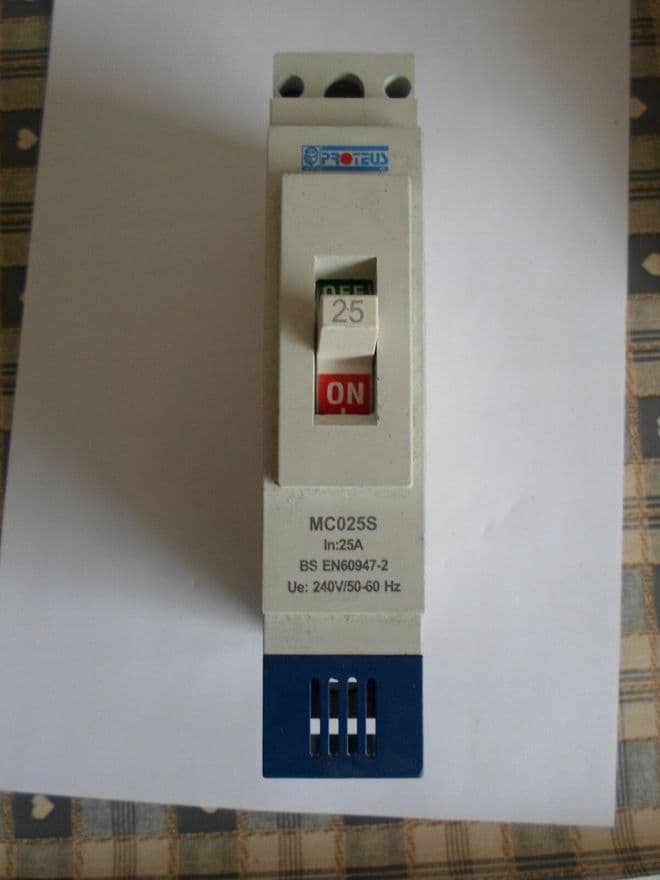 PROTEUS
OFF
25
ON
MC025S
In:25A
BS EN60947-2
Ue: 240V/50-60 Hz